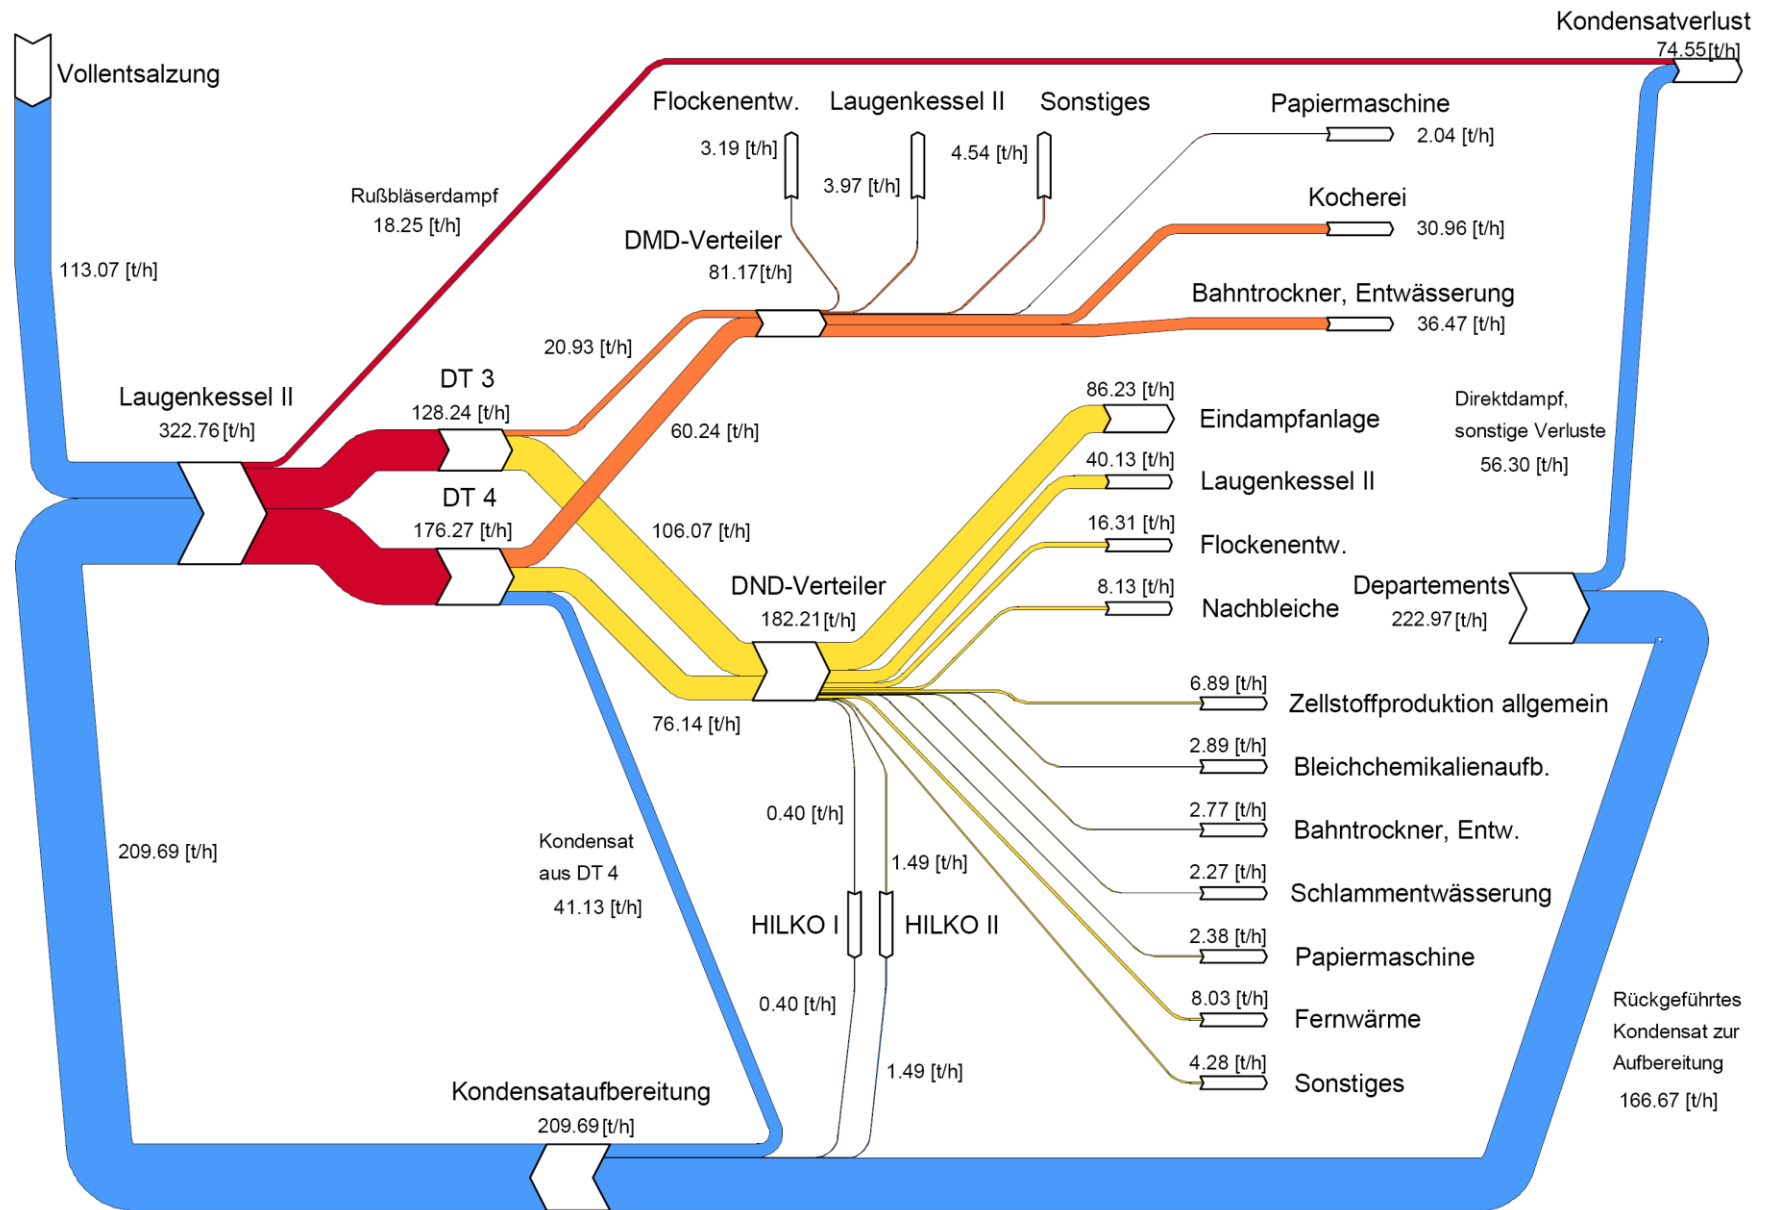 Kondensatverlust
74.55[t/h]
Vollentsalzung
Flockenentw.
3.19 [t/h]
Laugenkessel II
3.97 [t/h]
Sonstiges
4.54 [t/h]
Papiermaschine
2.04 [t/h]
Rußbläserdampf
18.25 [t/h]
Kocherei
30.96 [t/h]
DMD-Verteiler
81.17[t/h]
113.07 [t/h]
Bahntrockner, Entwässerung
36.47 [t/h]
20.93 [t/h]
DT 3
128.24 [t/h]
Laugenkessel II
322.76[t/h]
60.24 [t/h]
86.23 [t/h]
Eindampfanlage
Direktdampf,
sonstige Verluste
56.30 [t/h]
40.13 [t/h]
Laugenkessel II
DT 4
176.27 [t/h]
106.07 [t/h]
16.31 [t/h]
Flockenentw.
DND-Verteiler
182.21[t/h]
8.13 [t/h]
Nachbleiche
Departements
222.97[t/h]
76.14 [t/h]
6.89 [t/h]
Zellstoffproduktion allgemein
2.89 [t/h]
Bleichchemikalienaufb.
0.40 [t/h]
2.77 [t/h]
Bahntrockner, Entw.
209.69 [t/h]
Kondensat
aus DT 4
41.13 [t/h]
1.49 [t/h]
2.27 [t/h]
Schlammentwässerung
HILKO I
HILKO II
2.38 [t/h]
Papiermaschine
0.40 [t/h]
8.03 [t/h]
Fernwärme
Rückgeführtes
Kondensat zur
Aufbereitung
166.67 [t/h]
1.49 [t/h]
4.28 [t/h]
Sonstiges
Kondensataufbereitung
209.69[t/h]